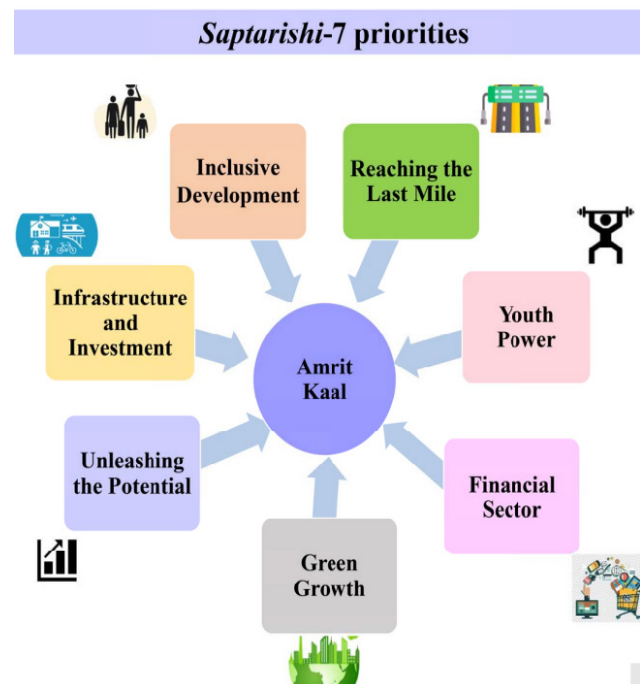 Saptarishi-7 priorities
Inclusive
Development
Reaching the
Last Mile
Infrastructure
and
Investment
Youth
Power
Amrit
Kaal
Unleashing
the Potential
Financial
Sector
Green
Growth